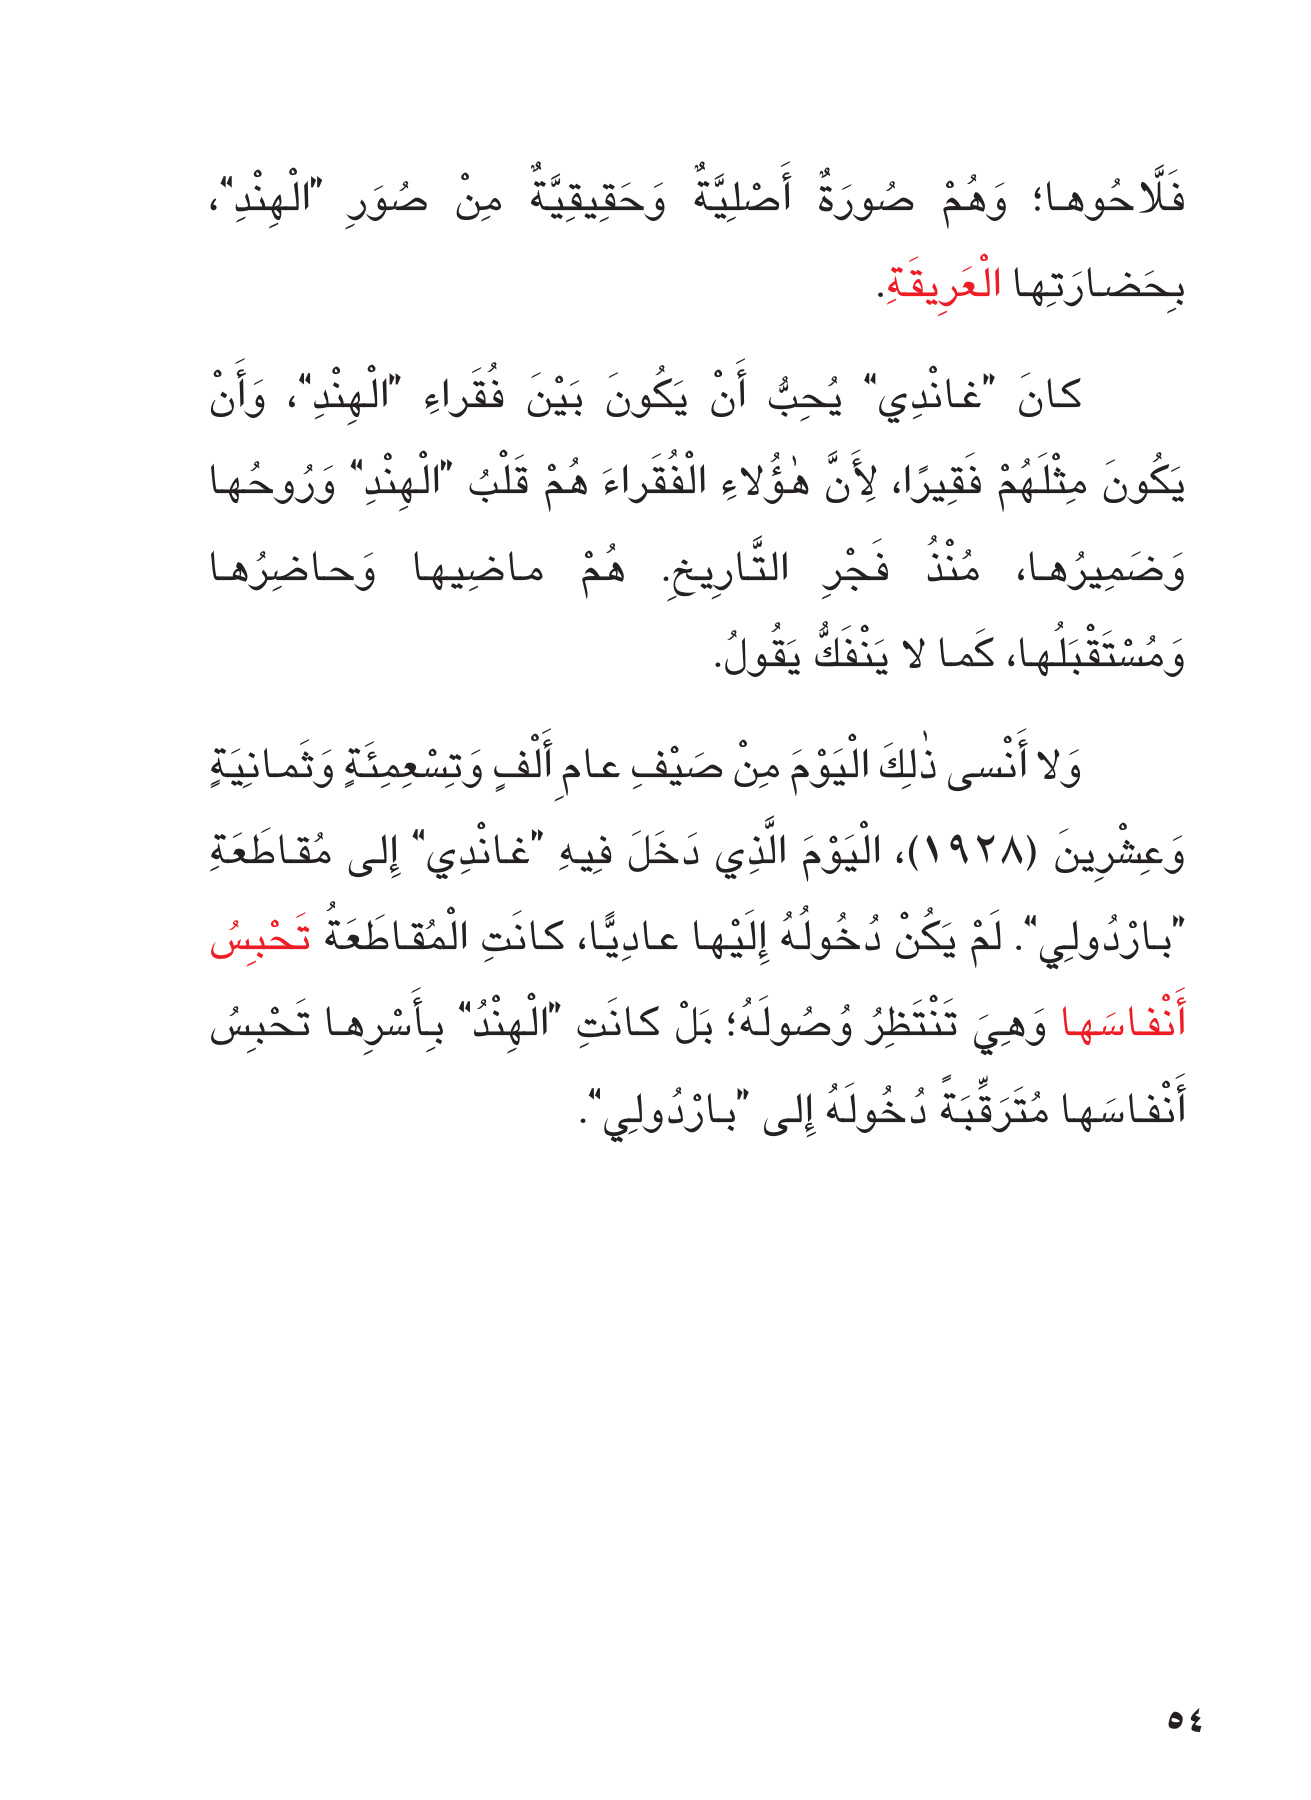 فَلَّاحُوها؛ وَهُمْ صُورَةٌ أَصْلِيَّةٌ وَحَقِيقِيَّةٌ مِنْ صُوَرِ "الْهِنْدِ"،
بِحَضارَتِها الْعَرِيقَةِ.
كانَ "غانْدِي" يُحِبُّ أَنْ يَكُونَ بَيْنَ فُقَراءِ "الْهِنْدِ"، وَأَنْ
يَكُونَ مِثْلَهُمْ فَقِيرًا، لِأَنَّ هٰؤُلاءِ الْفُقَراءَ هُمْ قَلْبُ "الْهِنْدِ" وَرُوحُها
وَضَمِيرُها، مُنْذُ فَجْرِ التَّارِيخِ. هُمْ ماضِيها وَحاضِرُها
وَمُسْتَقْبَلُها، كَما لا يَنْفَكُّ يَقُولُ.
وَلا أَنْسى ذٰلِكَ الْيَوْمَ مِنْ صَيْفِ عامِ أَلْفٍ وَتِسْعِمِئَةٍ وَثَمانِيَةٍ
وَعِشْرِينَ (١٩٢٨)، الْيَوْمَ الَّذِي دَخَلَ فِيهِ "غانْدِي" إِلى مُقاطَعَةِ
"بارْدُولِي". لَمْ يَكُنْ دُخُولُهُ إِلَيْها عادِيًّا، كانَتِ الْمُقاطَعَةُ تَحْبِسُ
أَنْفاسَها وَهِيَ تَنْتَظِرُ وُصُولَهُ؛ بَلْ كانَتِ "الْهِنْدُ" بِأَسْرِها تَحْبِسُ
أَنْفاسَها مُتَرَقِّبَةً دُخُولَهُ إِلى "بارْدُولِي".
٥٤